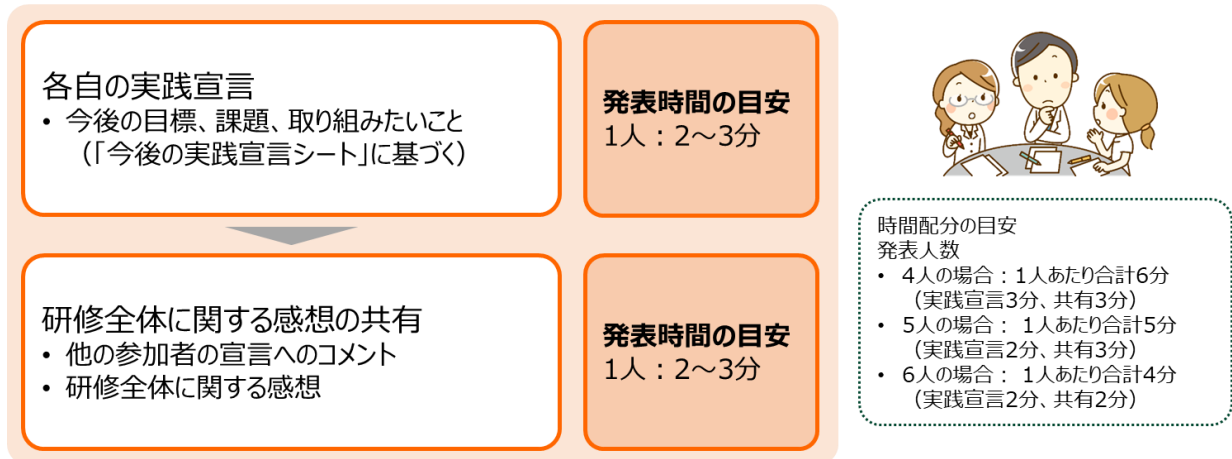 各自の実践宣言
• 今後の目標、課題、取り組みたいこと
（「今後の実践宣言シート」に基づく）
発表時間の目安
1人：2～3分
研修全体に関する感想の共有
• 他の参加者の宣言へのコメント
• 研修全体に関する感想
発表時間の目安
1人：2～3分
時間配分の目安
発表人数
• 4人の場合：1人あたり合計6分
（実践宣言3分、共有3分）
• 5人の場合： 1人あたり合計5分
（実践宣言2分、共有3分）
• 6人の場合： 1人あたり合計4分
（実践宣言2分、共有2分）